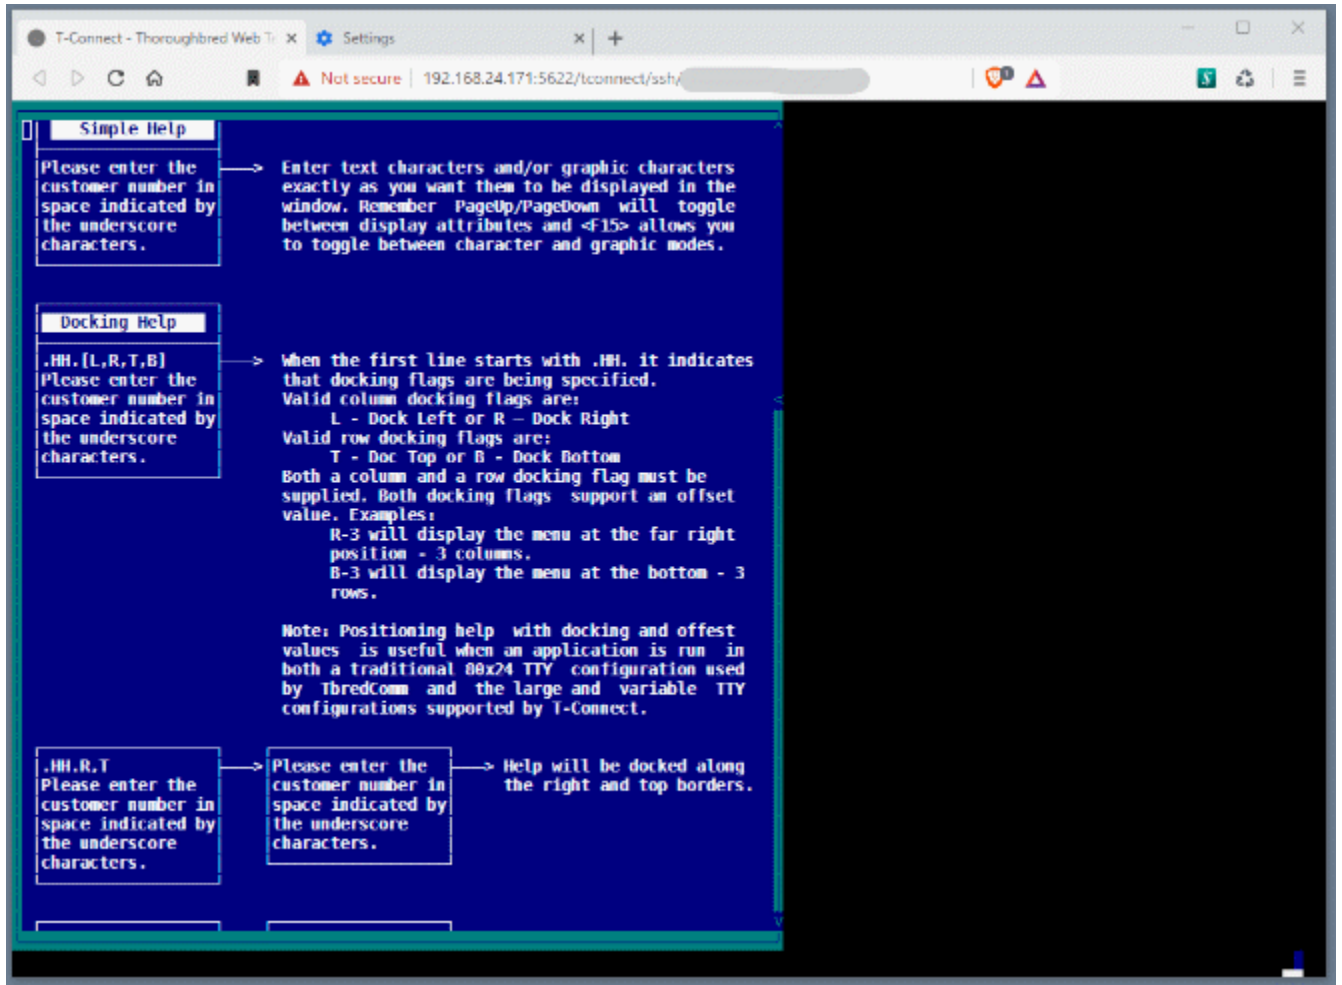 T-Connect - Thoroughbred Web T
Settings
Not secure | 192.168.24.171:5622/tconnect/ssh/
Simple Help
Please enter the ───> Enter text characters and/or graphic characters
customer number in exactly as you want them to be displayed in the
space indicated by window. Remember PageUp/PageDown will toggle
the underscore between display attributes and <F15> allows you
characters. to toggle between character and graphic modes.
Docking Help
.HH.[L,R,T,B] ───> When the first line starts with .HH. it indicates
Please enter the that docking flags are being specified.
customer number in Valid column docking flags are:
space indicated by L - Dock Left or R – Dock Right
the underscore Valid row docking flags are:
characters. T - Doc Top or B - Dock Bottom
Both a column and a row docking flag must be
supplied. Both docking flags support an offset
value. Examples:
R-3 will display the menu at the far right
position - 3 columns.
B-3 will display the menu at the bottom - 3
rows.
Note: Positioning help with docking and offest
values is useful when an application is run in
both a traditional 80x24 TTY configuration used
by TbredComm and the large and variable TTY
configurations supported by T-Connect.
.HH.R,T ───> Please enter the ───> Help will be docked along
Please enter the customer number in the right and top borders.
customer number in space indicated by
space indicated by the underscore
the underscore characters.
characters.